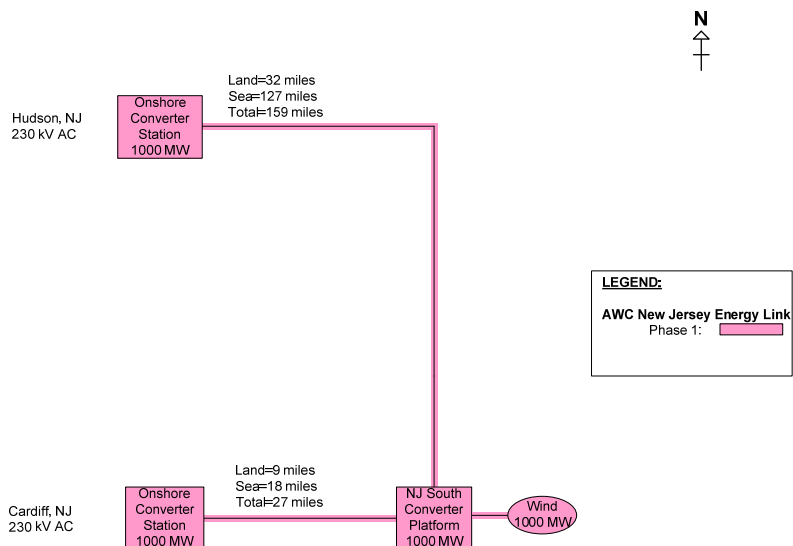 N
Land=32 miles
Sea=127 miles
Total=159 miles
Hudson, NJ
230 kV AC
Onshore
Converter
Station
1000 MW
LEGEND:
AWC New Jersey Energy Link
Phase 1:
Land=9 miles
Sea=18 miles
Total=27 miles
Cardiff, NJ
230 kV AC
Onshore
Converter
Station
1000 MW
NJ South
Converter
Platform
1000 MW
Wind
1000 MW